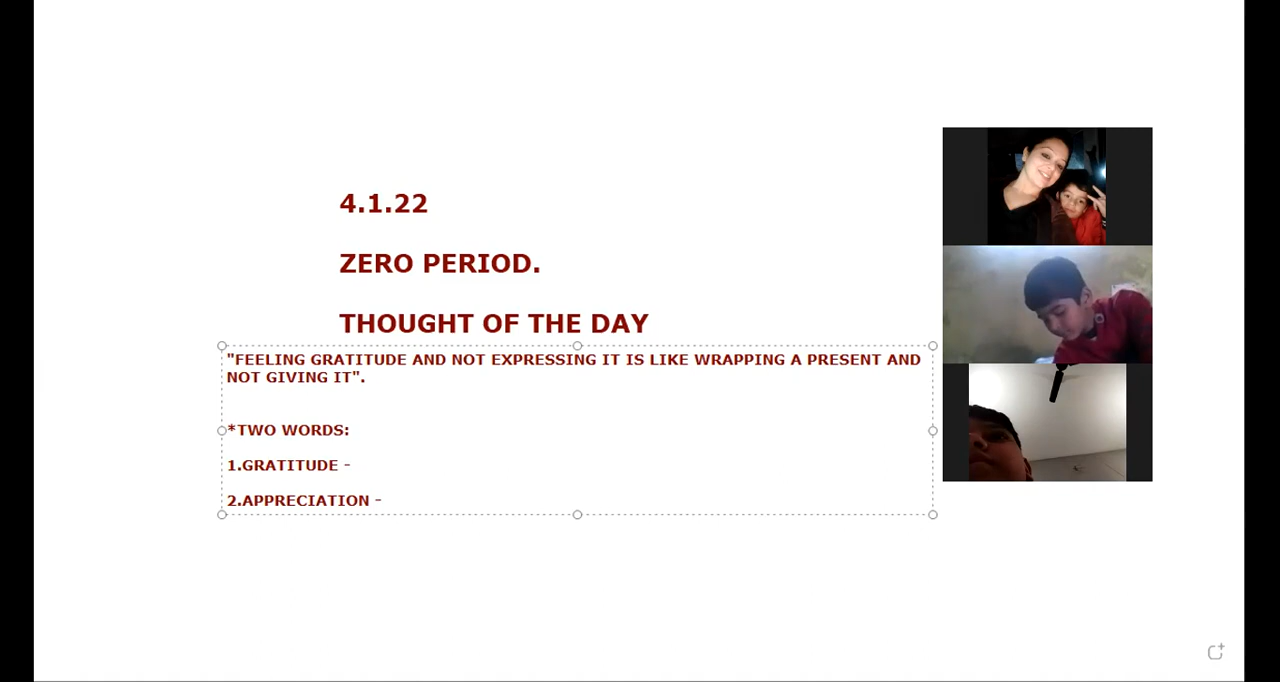 4.1.22
ZERO PERIOD.
THOUGHT OF THE DAY
"FEELING GRATITUDE AND NOT EXPRESSING IT IS LIKE WRAPPING A PRESENT AND
NOT GIVING IT".
*TWO WORDS:
1.GRATITUDE -
2.APPRECIATION -